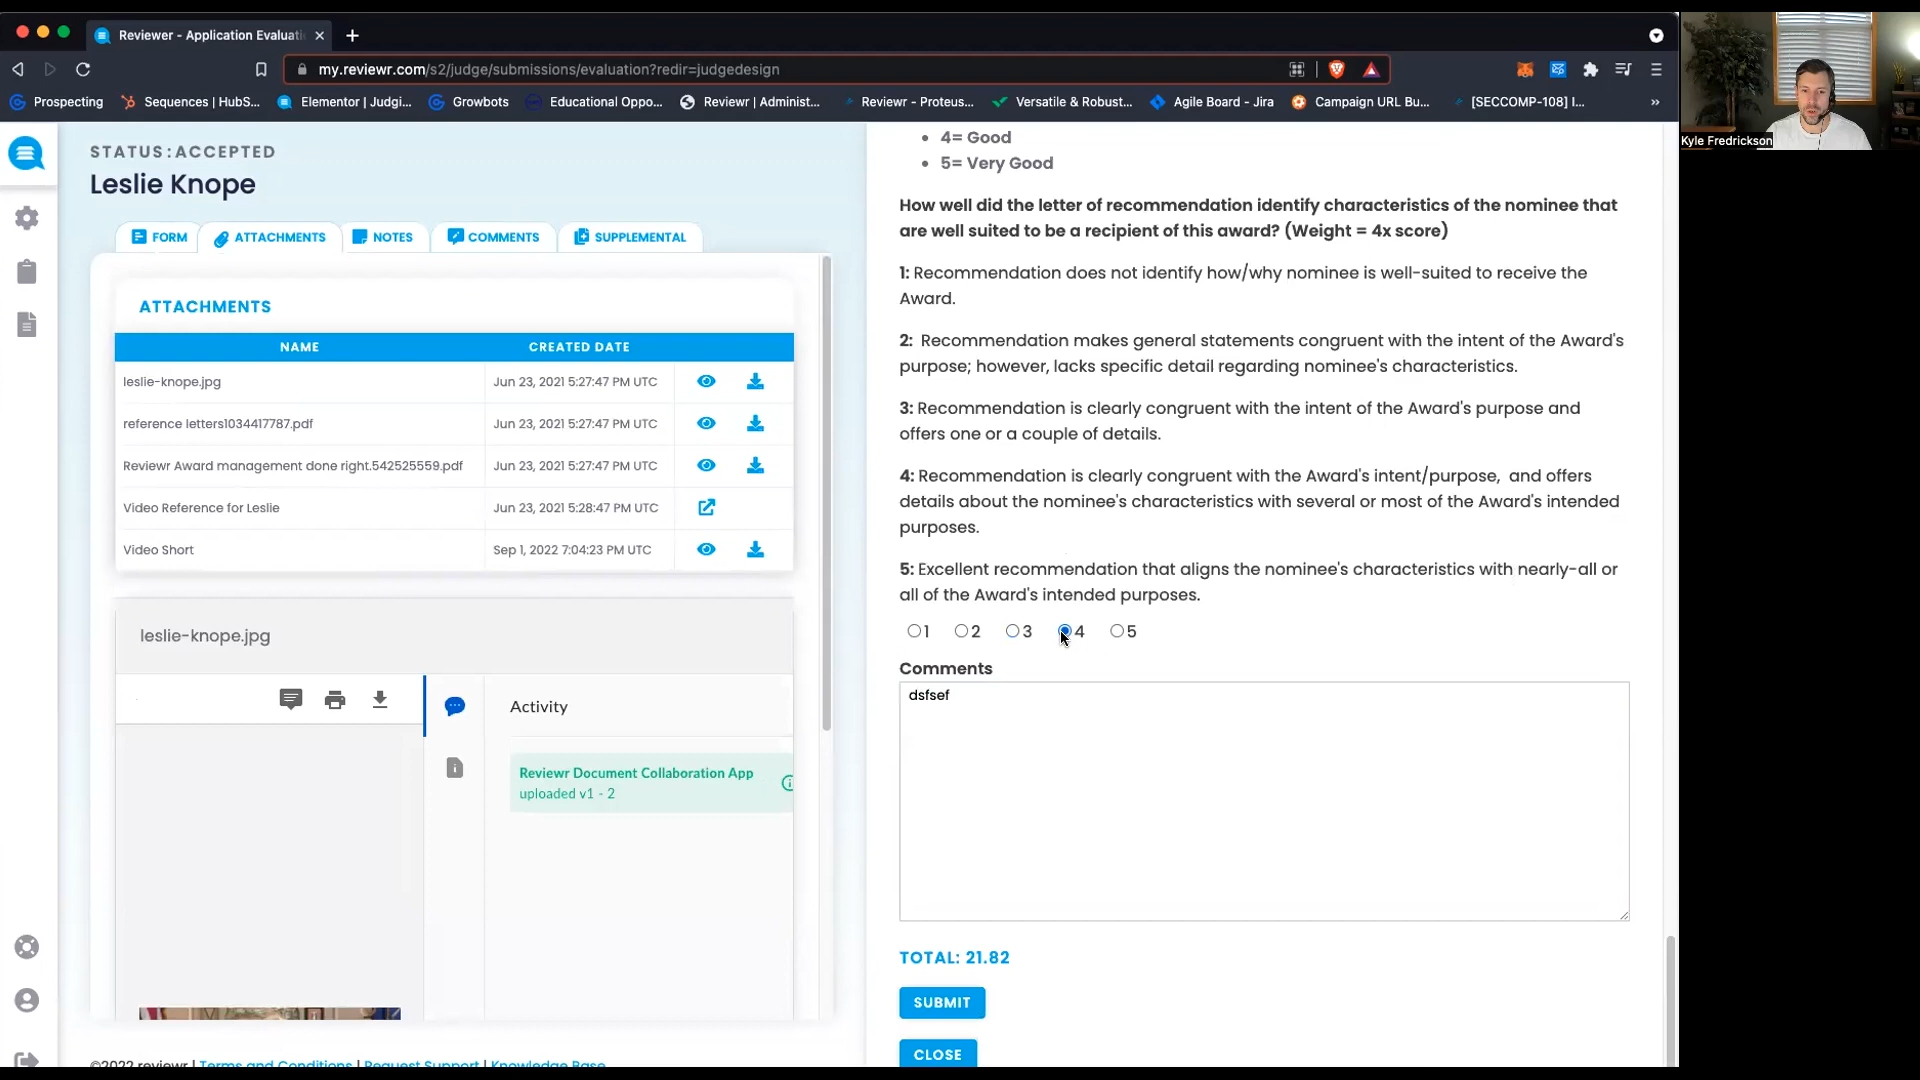 Reviewer - Application Evaluati
my.reviewr.com/s2/judge/submissions/evaluation?redir=judgedesign
Prospecting
Sequences | HubS...
Elementor | Judgi...
Growbots
Educational Oppo...
Reviewr | Administ...
Reviewr - Proteus...
Versatile & Robust...
Agile Board - Jira
Campaign URL Bu...
[SECCOMP-108] I...
»
Kyle Fredrickson
STATUS:ACCEPTED
Leslie Knope
FORM
ATTACHMENTS
NOTES
COMMENTS
SUPPLEMENTAL
ATTACHMENTS
NAME CREATED DATE
leslie-knope.jpg Jun 23, 2021 5:27:47 PM UTC
reference letters1034417787.pdf Jun 23, 2021 5:27:47 PM UTC
Reviewr Award management done right.542525559.pdf Jun 23, 2021 5:27:47 PM UTC
Video Reference for Leslie Jun 23, 2021 5:28:47 PM UTC
Video Short Sep 1, 2022 7:04:23 PM UTC
leslie-knope.jpg
Activity
Reviewr Document Collaboration App
uploaded v1 - 2
©2022 reviewr | Terms and Conditions | Request Support | Knowledge Base
4= Good
5= Very Good
How well did the letter of recommendation identify characteristics of the nominee that
are well suited to be a recipient of this award? (Weight = 4x score)
1: Recommendation does not identify how/why nominee is well-suited to receive the
Award.
2: Recommendation makes general statements congruent with the intent of the Award's
purpose; however, lacks specific detail regarding nominee's characteristics.
3: Recommendation is clearly congruent with the intent of the Award's purpose and
offers one or a couple of details.
4: Recommendation is clearly congruent with the Award's intent/purpose, and offers
details about the nominee's characteristics with several or most of the Award's intended
purposes.
5: Excellent recommendation that aligns the nominee's characteristics with nearly-all or
all of the Award's intended purposes.
1 2 3 4 5
Comments
dsfsef
TOTAL: 21.82
SUBMIT
CLOSE